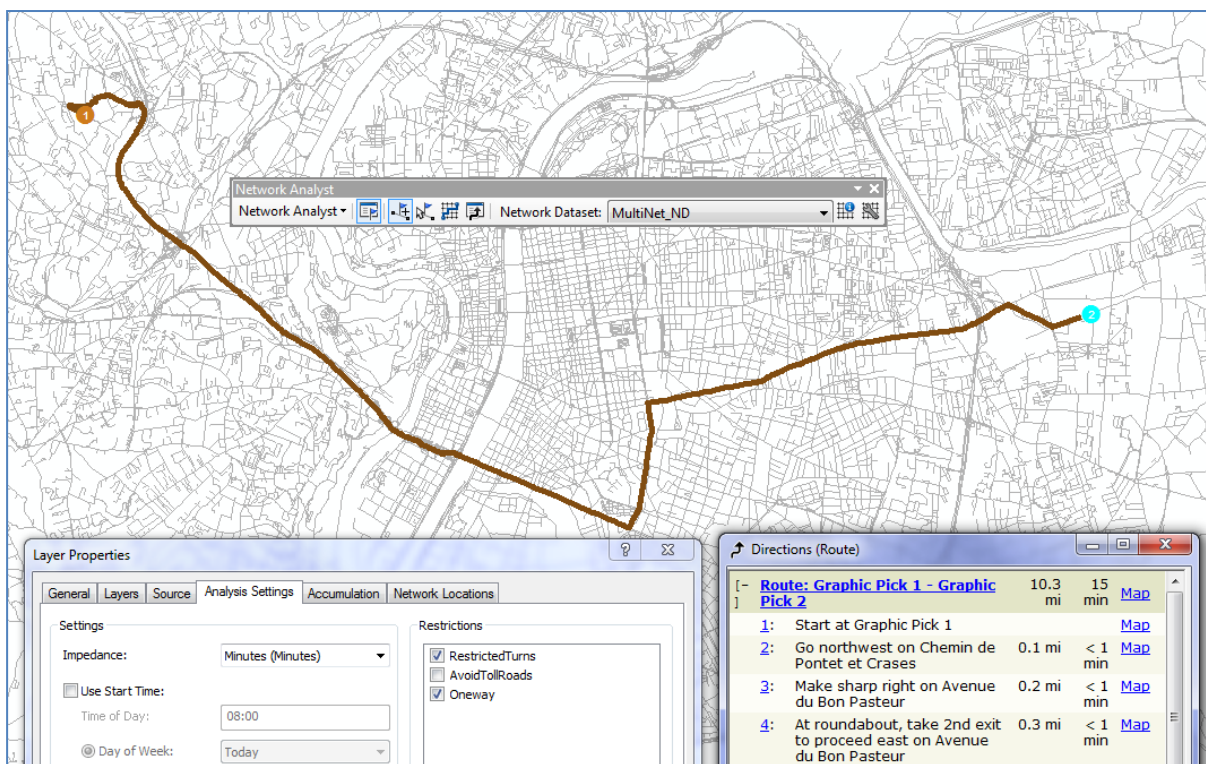 1
Network Analyst
Network Analyst
Network Dataset:
MultiNet_ND
2
Layer Properties
General
Layers
Source
Analysis Settings
Accumulation
Network Locations
Settings
Impedance:
Minutes (Minutes)
Use Start Time:
Time of Day:
08:00
Day of Week:
Today
Restrictions
RestrictedTurns
AvoidTollRoads
Oneway
Directions (Route)
[- Route: Graphic Pick 1 - Graphic 10.3 15 Map
] Pick 2 mi min
1: Start at Graphic Pick 1 Map
2: Go northwest on Chemin de 0.1 mi < 1 Map
Pontet et Crases min
3: Make sharp right on Avenue 0.2 mi < 1 Map
du Bon Pasteur min
4: At roundabout, take 2nd exit 0.3 mi < 1 Map
to proceed east on Avenue min
du Bon Pasteur